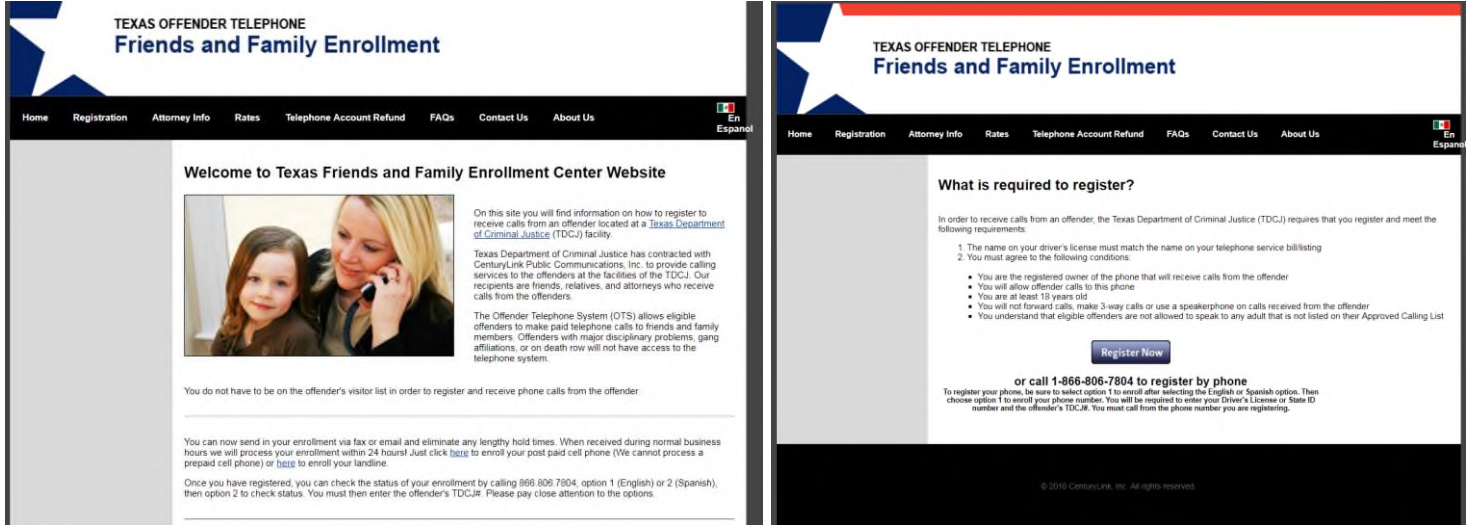 TEXAS OFFENDER TELEPHONE
Friends and Family Enrollment
Home Registration Attorney Info Rates Telephone Account Refund FAQs Contact Us About Us En
Espanol
Welcome to Texas Friends and Family Enrollment Center Website
On this site you will find information on how to register to
receive calls from an offender located at a Texas Department
of Criminal Justice (TDCJ) facility.
Texas Department of Criminal Justice has contracted with
CenturyLink Public Communications, Inc. to provide calling
services to the offenders at the facilities of the TDCJ. Our
recipients are friends, relatives, and attorneys who receive
calls from the offenders.
The Offender Telephone System (OTS) allows eligible
offenders to make paid telephone calls to friends and family
members. Offenders with major disciplinary problems, gang
affiliations, or on death row will not have access to the
telephone system.
You do not have to be on the offender's visitor list in order to register and receive phone calls from the offender.
You can now send in your enrollment via fax or email and eliminate any lengthy hold times. When received during normal business
hours we will process your enrollment within 24 hours! Just click here to enroll your post paid cell phone (We cannot process a
prepaid cell phone) or here to enroll your landline.
Once you have registered, you can check the status of your enrollment by calling 866.806.7804, option 1 (English) or 2 (Spanish),
then option 2 to check status. You must then enter the offender's TDCJ#. Please pay close attention to the options.
TEXAS OFFENDER TELEPHONE
Friends and Family Enrollment
Home Registration Attorney Info Rates Telephone Account Refund FAQs Contact Us About Us En
Espanol
What is required to register?
In order to receive calls from an offender, the Texas Department of Criminal Justice (TDCJ) requires that you register and meet the
following requirements:
1. The name on your driver's license must match the name on your telephone service bill/listing
2. You must agree to the following conditions:
▪ You are the registered owner of the phone that will receive calls from the offender
▪ You will allow offender calls to this phone
▪ You are at least 18 years old
▪ You will not forward calls, make 3-way calls or use a speakerphone on calls received from the offender
▪ You understand that eligible offenders are not allowed to speak to any adult that is not listed on their Approved Calling List
Register Now
or call 1-866-806-7804 to register by phone
To register your phone, be sure to select option 1 to enroll after selecting the English or Spanish option. Then
choose option 1 to enroll your phone number. You will be required to enter your Driver's License or State ID
number and the offender's TDCJ#. You must call from the phone number you are registering.
© 2016 CenturyLink, Inc. All rights reserved.